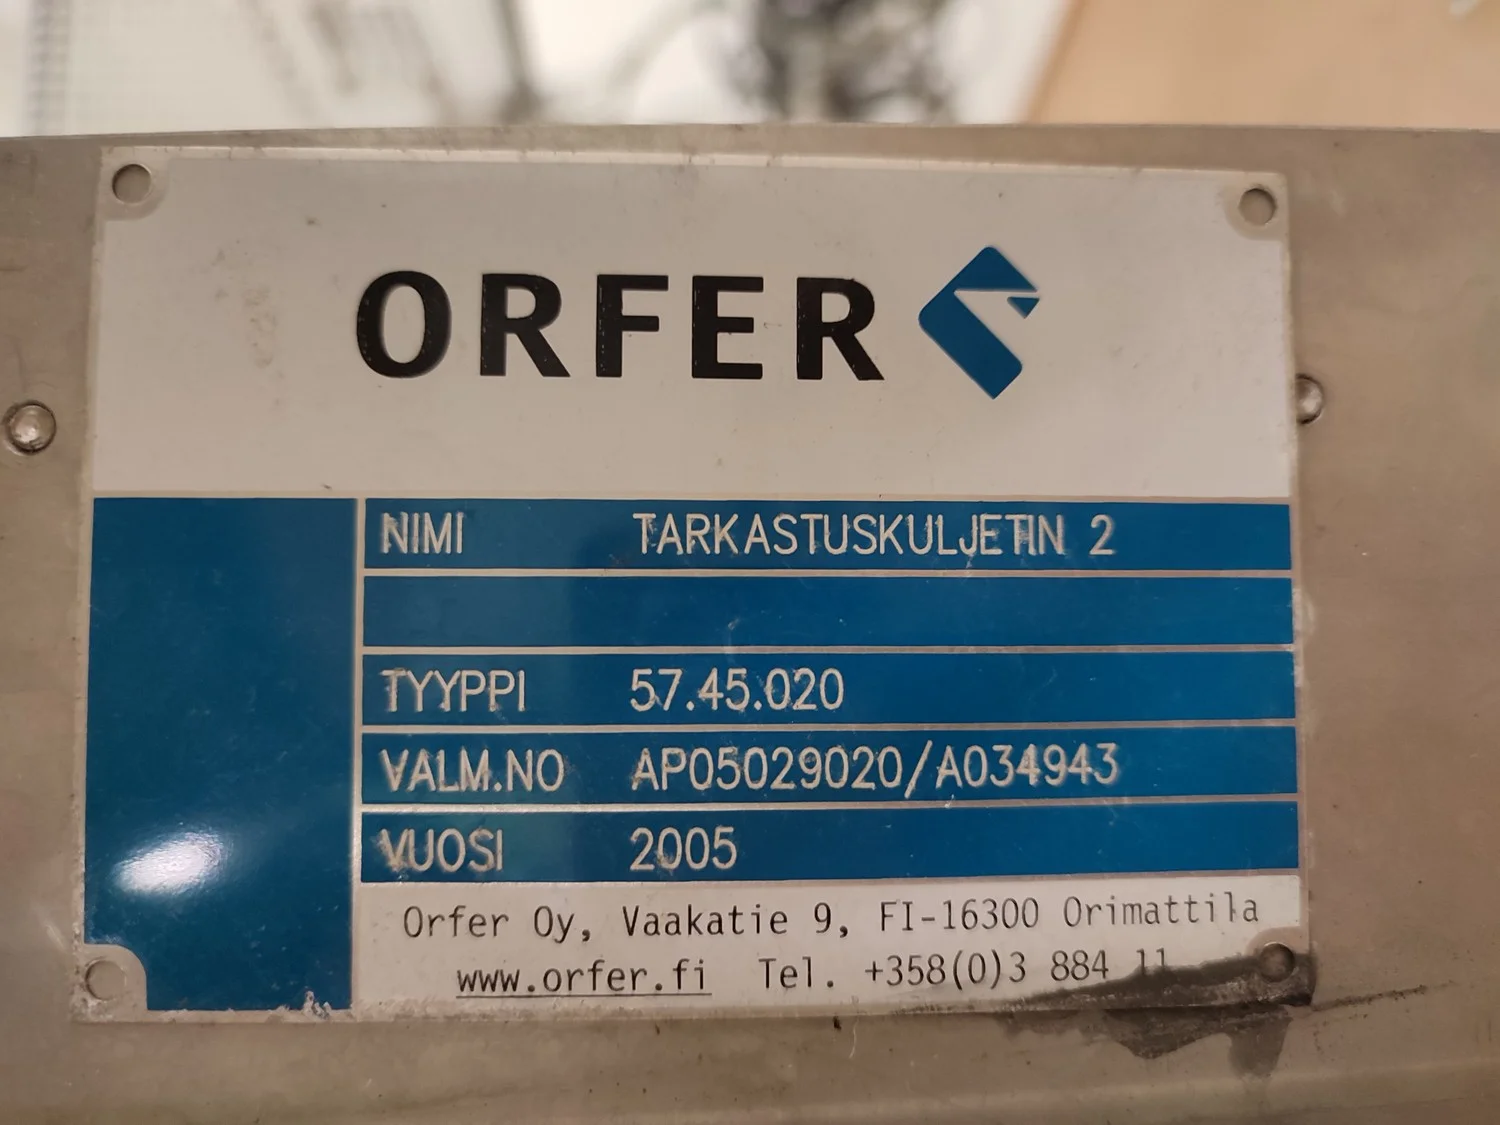 ORFER
NIMI TARKASTUSKULJETIN 2
TYYPPI 57.45.020
VALM.NO AP05029020/A034943
VUOSI 2005
Orfer Oy, Vaakatie 9, FI-16300 Orimattila
www.orfer.fi Tel. +358(0)3 884 11